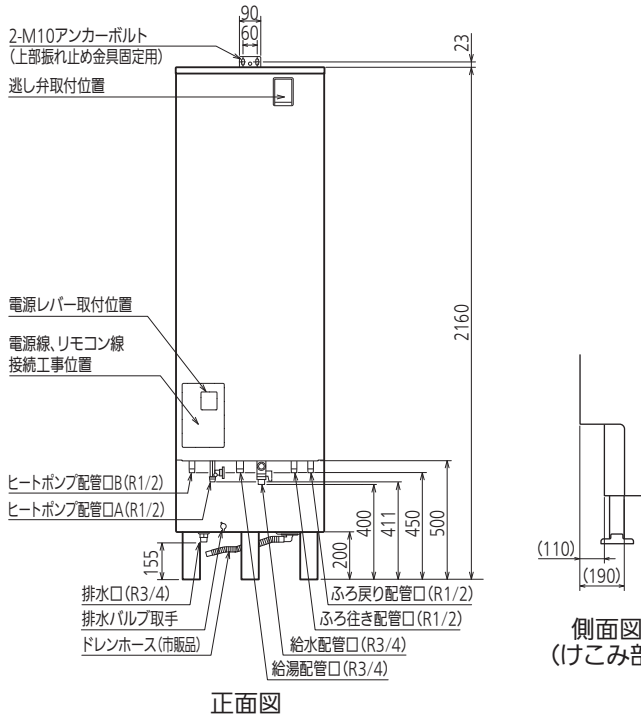 90
60
2-M10アンカーボルト
(上部振れ止め金具固定用)
23
逃し弁取付位置
2160
電源レバー取付位置
電源線、リモコン線
接続工事位置
ヒートポンプ配管口B(R1/2)
ヒートポンプ配管口A(R1/2)
155
200
400
411
450
500
(110)
(190)
排水口(R3/4)
排水バルブ取手
ドレンホース(市販品)
ふろ戻り配管口(R1/2)
ふろ往き配管口(R1/2)
給水配管口(R3/4)
給湯配管口(R3/4)
正面図
側面図
(けこみ部